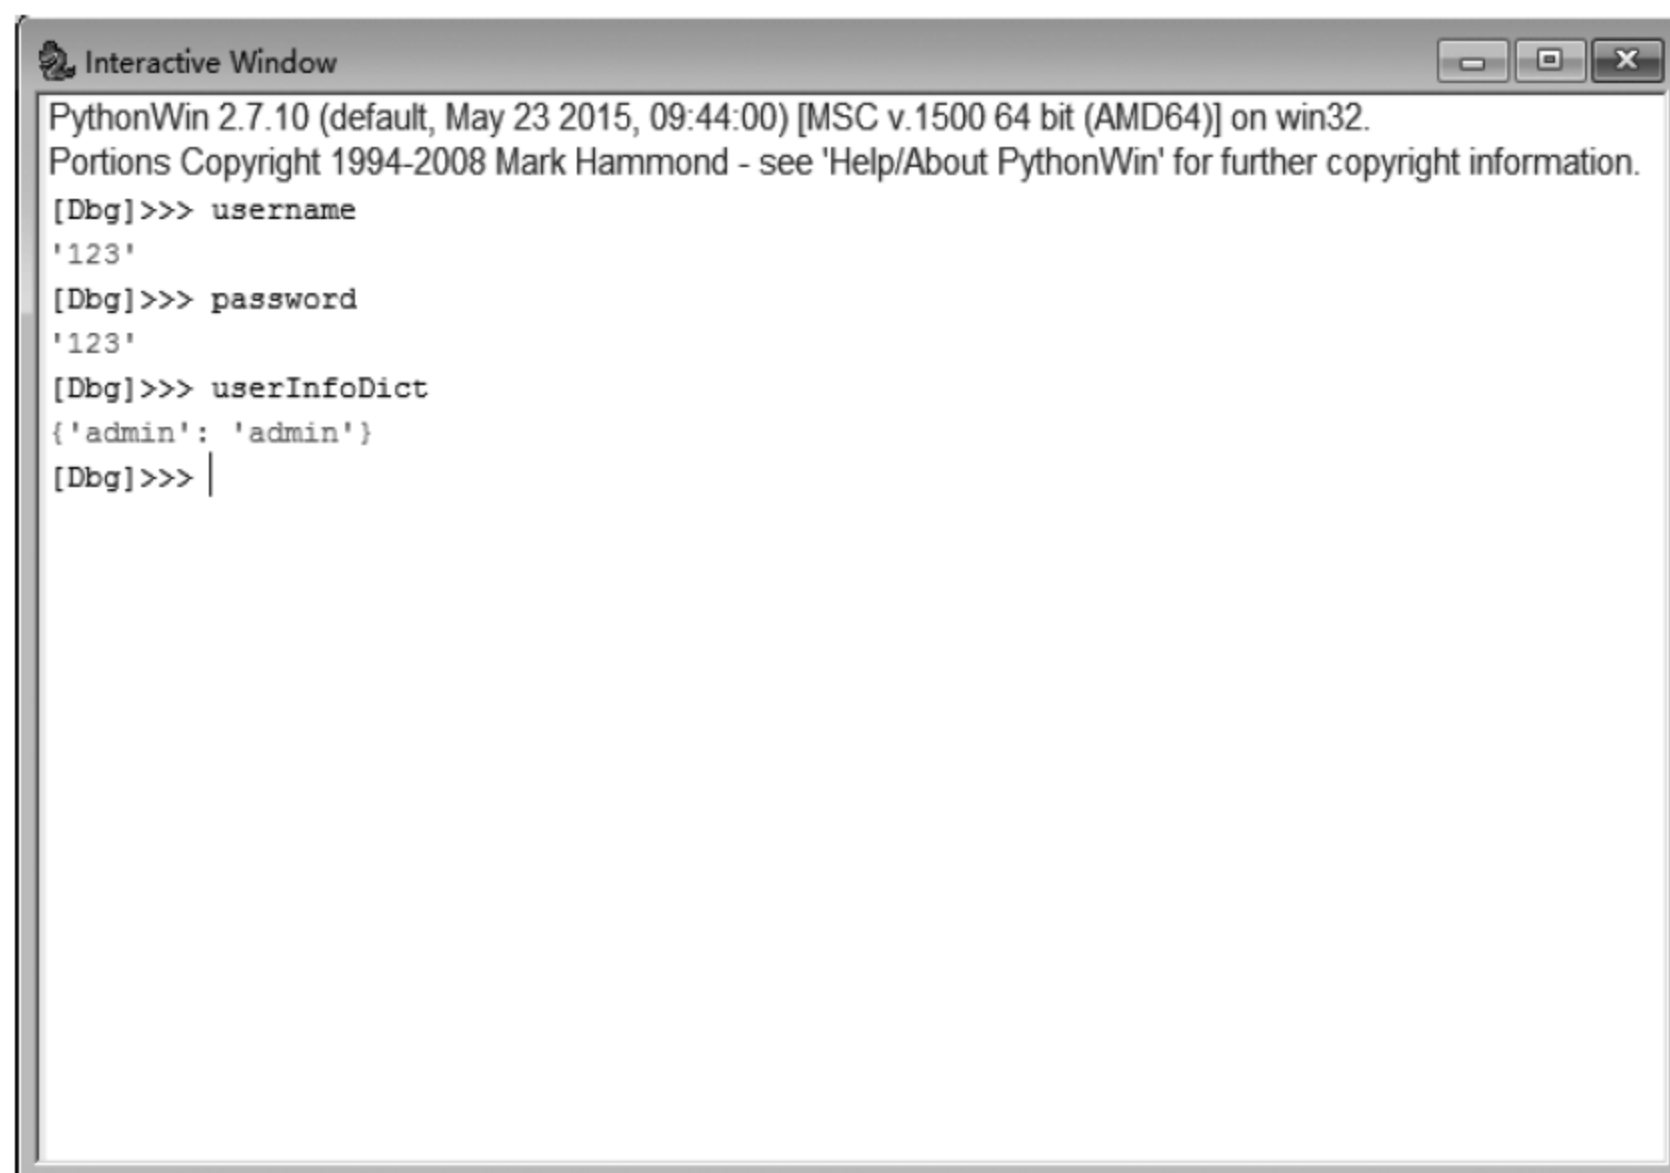 Interactive Window
PythonWin 2.7.10 (default, May 23 2015, 09:44:00) [MSC v.1500 64 bit (AMD64)] on win32.
Portions Copyright 1994-2008 Mark Hammond - see 'Help/About PythonWin' for further copyright information.
[Dbg]>>> username
'123'
[Dbg]>>> password
'123'
[Dbg]>>> userInfoDict
{'admin': 'admin'}
[Dbg]>>>